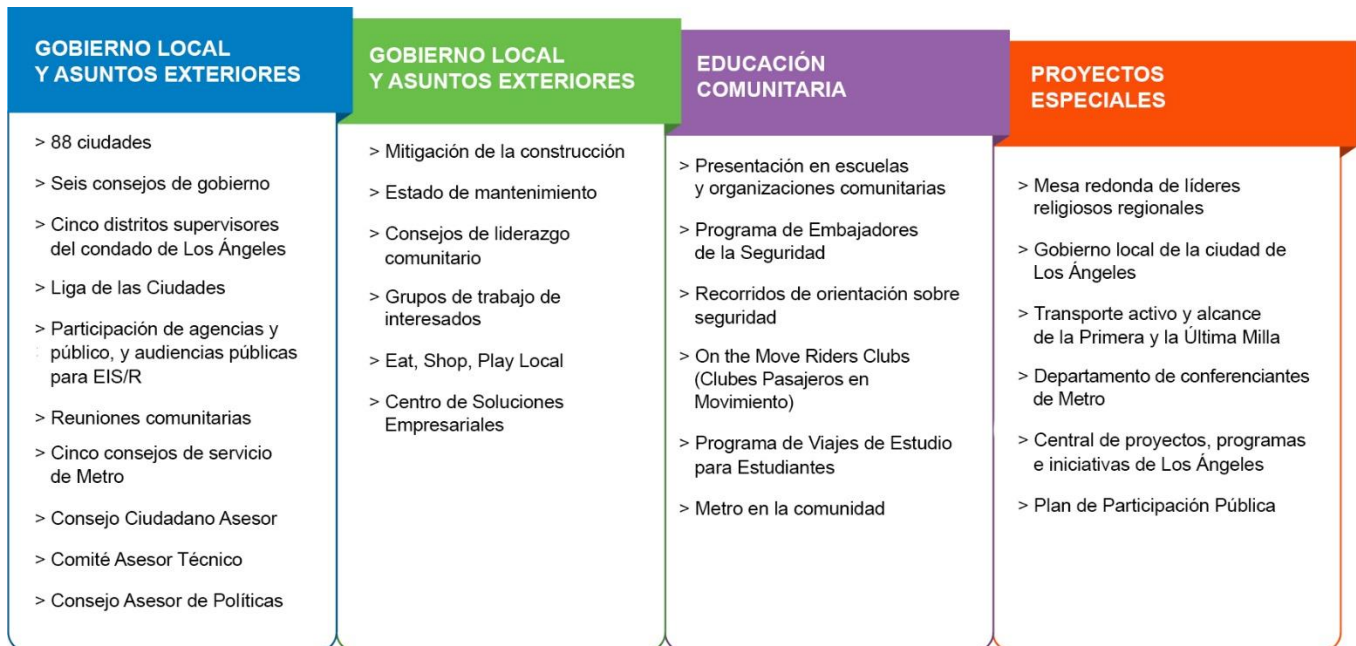 GOBIERNO LOCAL
Y ASUNTOS EXTERIORES
> 88 ciudades
> Seis consejos de gobierno
> Cinco distritos supervisores
del condado de Los Ángeles
> Liga de las Ciudades
> Participación de agencias y
público, y audiencias públicas
para EIS/R
> Reuniones comunitarias
> Cinco consejos de servicio
de Metro
> Consejo Ciudadano Asesor
> Comité Asesor Técnico
> Consejo Asesor de Políticas
GOBIERNO LOCAL
Y ASUNTOS EXTERIORES
> Mitigación de la construcción
> Estado de mantenimiento
> Consejos de liderazgo
comunitario
> Grupos de trabajo de
interesados
> Eat, Shop, Play Local
> Centro de Soluciones
Empresariales
EDUCACIÓN
COMUNITARIA
> Presentación en escuelas
y organizaciones comunitarias
> Programa de Embajadores
de la Seguridad
> Recorridos de orientación sobre
seguridad
> On the Move Riders Clubs
(Clubes Pasajeros en
Movimiento)
> Programa de Viajes de Estudio
para Estudiantes
> Metro en la comunidad
PROYECTOS
ESPECIALES
> Mesa redonda de líderes
religiosos regionales
> Gobierno local de la ciudad de
Los Ángeles
> Transporte activo y alcance
de la Primera y la Última Milla
> Departamento de conferenciantes
de Metro
> Central de proyectos, programas
e iniciativas de Los Ángeles
> Plan de Participación Pública